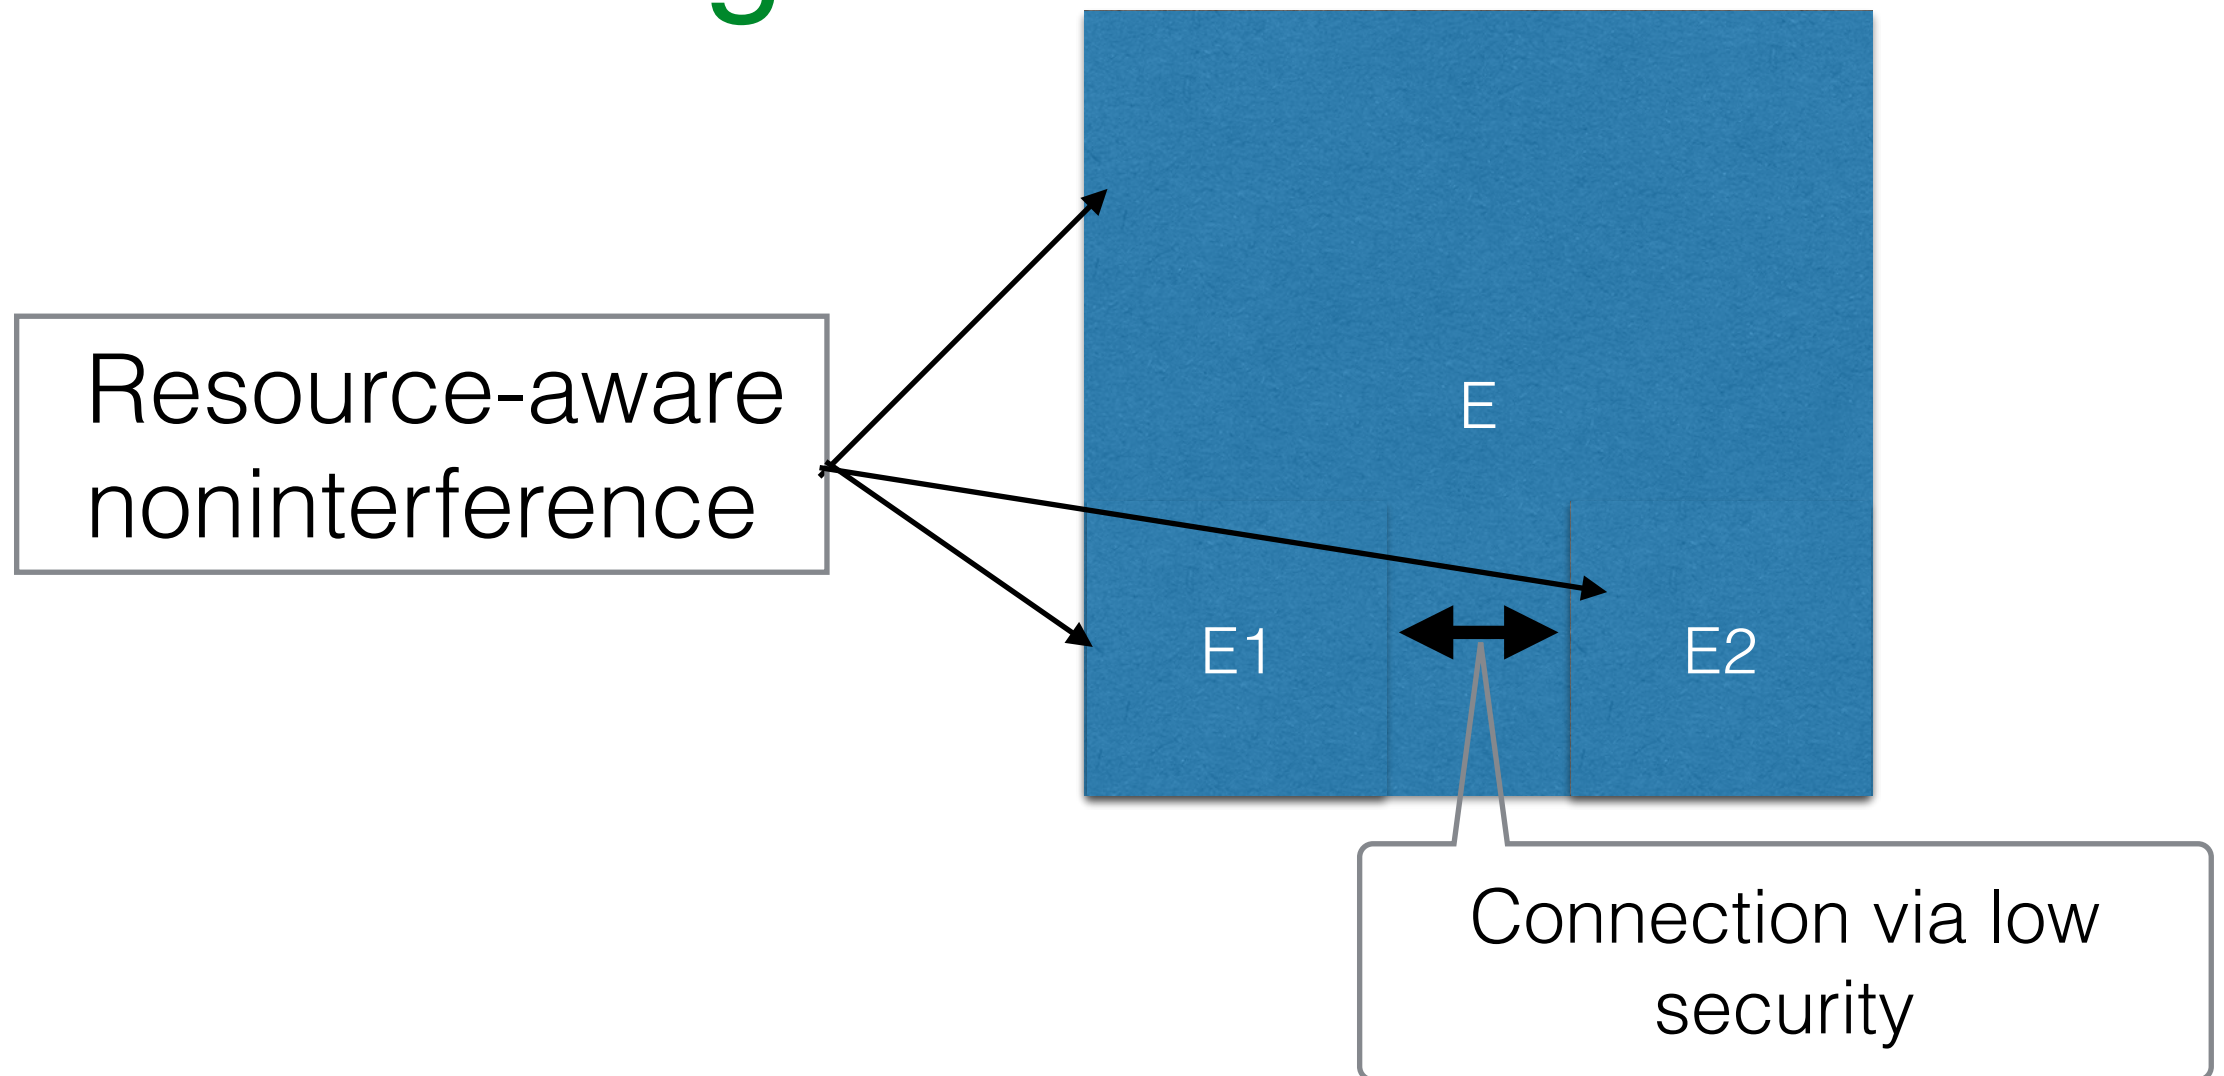 Resource-aware
noninterference
E
E1
E2
Connection via low
security